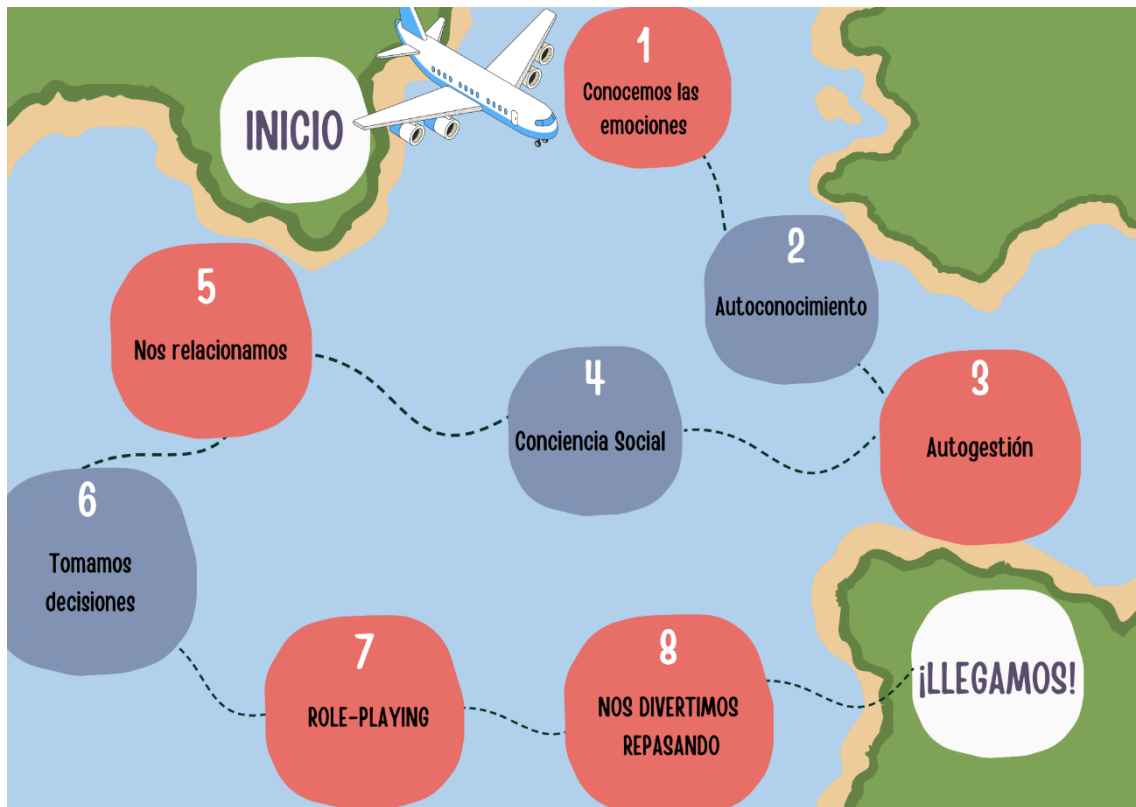 INICIO
1
Conocemos las
emociones
2
Autoconocimiento
3
Autogestión
4
Conciencia Social
5
Nos relacionamos
6
Tomamos
decisiones
7
ROLE-PLAYING
8
NOS DIVERTIMOS
REPASANDO
¡LLEGAMOS!